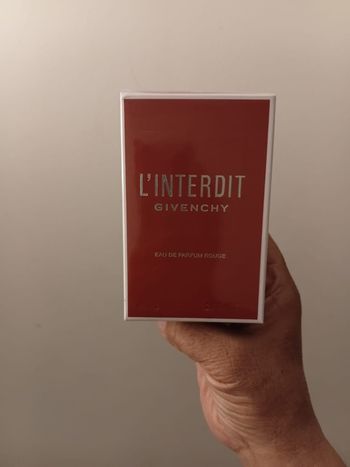 L'INTERDIT
GIVENCHY
EAU DE PARFUM ROUGE